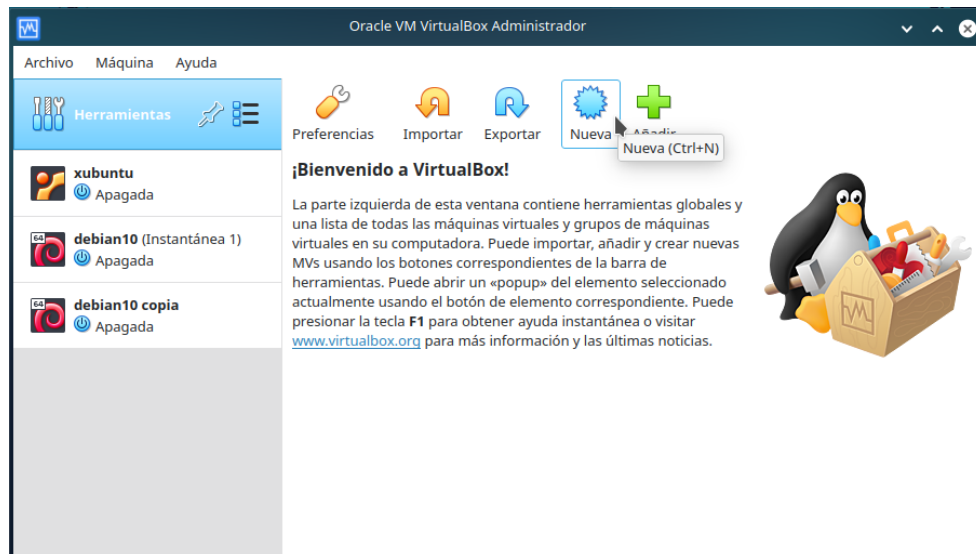 Oracle VM VirtualBox Administrador
Archivo Máquina Ayuda
Herramientas
Preferencias Importar Exportar Nueva Añadir
Nueva (Ctrl+N)
xubuntu
Apagada
64
debian10 (Instantánea 1)
Apagada
64
debian10 copia
Apagada
¡Bienvenido a VirtualBox!
La parte izquierda de esta ventana contiene herramientas globales y
una lista de todas las máquinas virtuales y grupos de máquinas
virtuales en su computadora. Puede importar, añadir y crear nuevas
MVs usando los botones correspondientes de la barra de
herramientas. Puede abrir un «popup» del elemento seleccionado
actualmente usando el botón de elemento correspondiente. Puede
presionar la tecla F1 para obtener ayuda instantánea o visitar
www.virtualbox.org para más información y las últimas noticias.